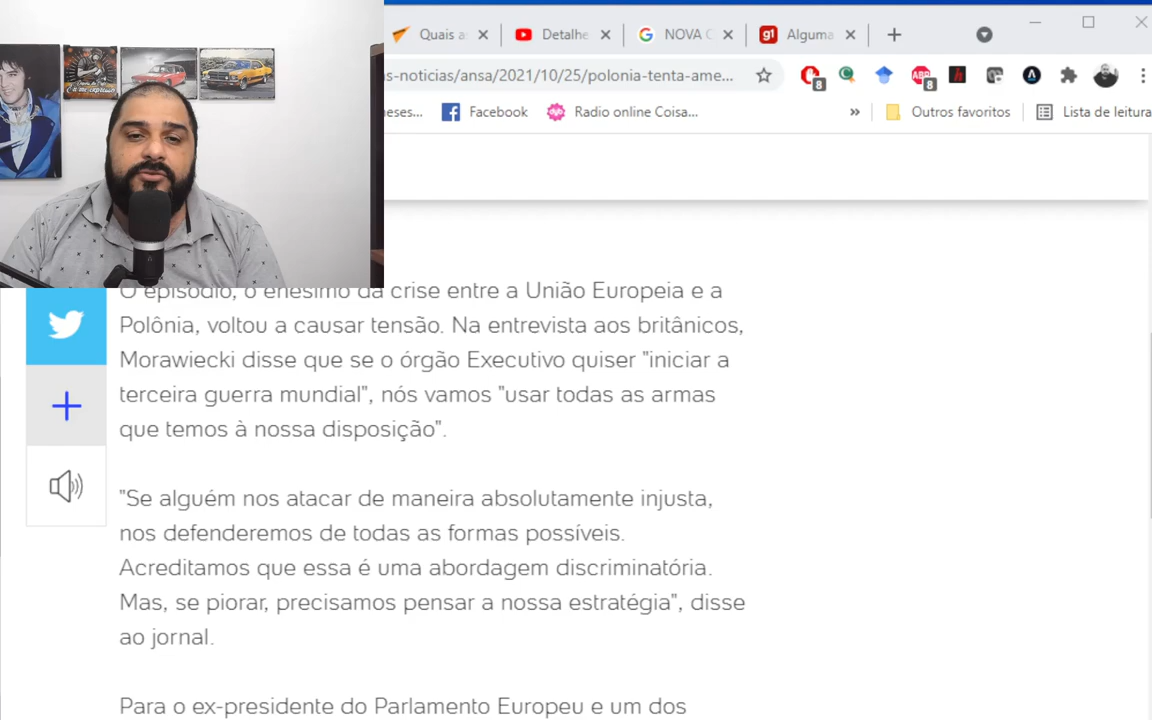 Quais a
Detalhe
NOVA C
g1 Alguma
s-noticias/ansa/2021/10/25/polonia-tenta-ame...
8
ABP
8
eses...
Facebook
Radio online Coisa...
»
Outros favoritos
Lista de leitura
O episódio, o enésimo da crise entre a União Europeia e a
Polônia, voltou a causar tensão. Na entrevista aos britânicos,
Morawiecki disse que se o órgão Executivo quiser "iniciar a
terceira guerra mundial", nós vamos "usar todas as armas
que temos à nossa disposição".
"Se alguém nos atacar de maneira absolutamente injusta,
nos defenderemos de todas as formas possíveis.
Acreditamos que essa é uma abordagem discriminatória.
Mas, se piorar, precisamos pensar a nossa estratégia", disse
ao jornal.
Para o ex-presidente do Parlamento Europeu e um dos